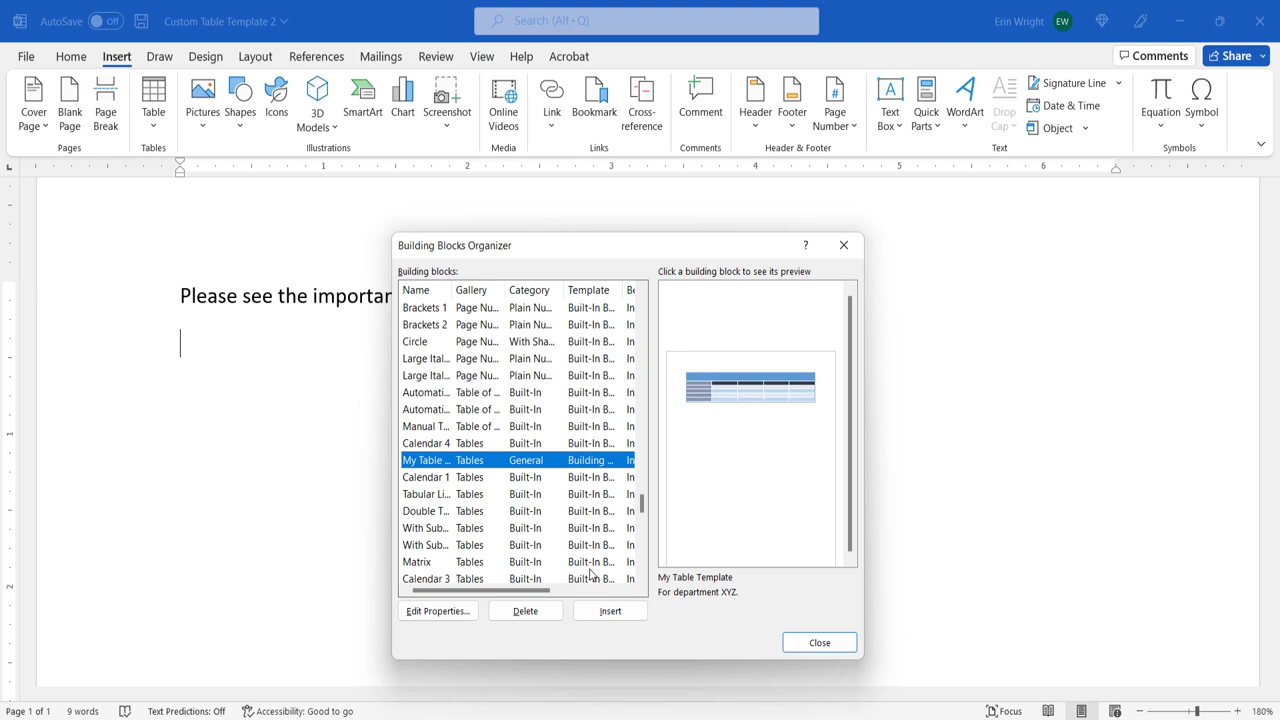 AutoSave Off Custom Table Template 2 Search (Alt+Q) Erin Wright EW
File Home Insert Draw Design Layout References Mailings Review View Help Acrobat Comments Share
Cover Page
Blank Page
Page Break
Pages
Table
Tables
Pictures
Shapes
Icons
3D Models
SmartArt
Chart
Screenshot
Illustrations
Online Videos
Media
Link
Bookmark
Cross-reference
Links
Comment
Comments
Header
Footer
Page Number
Header & Footer
Text Box
Quick Parts
WordArt
Drop Cap
Signature Line
Date & Time
Object
Text
Equation
Symbol
Symbols
1 2 3 4 5 6
1
2
Please see the importan
Building Blocks Organizer ?
Building blocks:
Name Gallery Category Template Be
Brackets 1 Page Nu... Plain Nu... Built-In B... In
Brackets 2 Page Nu... Plain Nu... Built-In B... In
Circle Page Nu... With Sha... Built-In B... In
Large Ital... Page Nu... Plain Nu... Built-In B... In
Large Ital... Page Nu... Plain Nu... Built-In B... In
Automati... Table of ... Built-In Built-In B... In
Automati... Table of ... Built-In Built-In B... In
Manual T... Table of ... Built-In Built-In B... In
Calendar 4 Tables Built-In Built-In B... In
My Table ... Tables General Building ... In
Calendar 1 Tables Built-In Built-In B... In
Tabular Li... Tables Built-In Built-In B... In
Double T... Tables Built-In Built-In B... In
With Sub... Tables Built-In Built-In B... In
With Sub... Tables Built-In Built-In B... In
Matrix Tables Built-In Built-In B... In
Calendar 3 Tables Built-In Built-In B... In
Click a building block to see its preview
My Table Template
For department XYZ.
Edit Properties... Delete Insert
Close
Page 1 of 1 9 words Text Predictions: Off Accessibility: Good to go Focus 180%